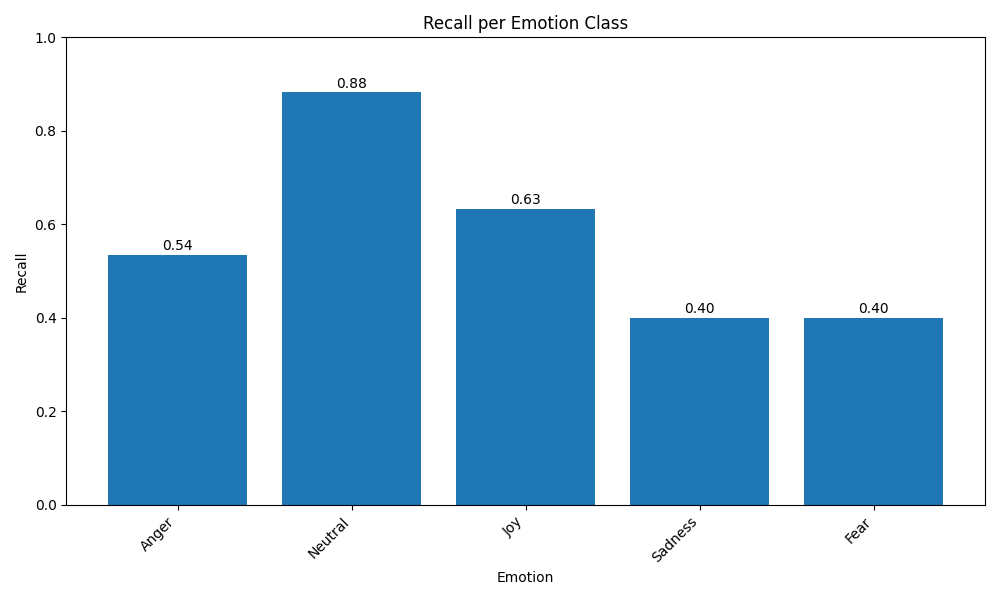 Recall per Emotion Class
1.0
0.8
0.6
0.4
0.2
0.0
Recall
0.54
0.88
0.63
0.40
0.40
Anger
Neutral
Joy
Sadness
Fear
Emotion